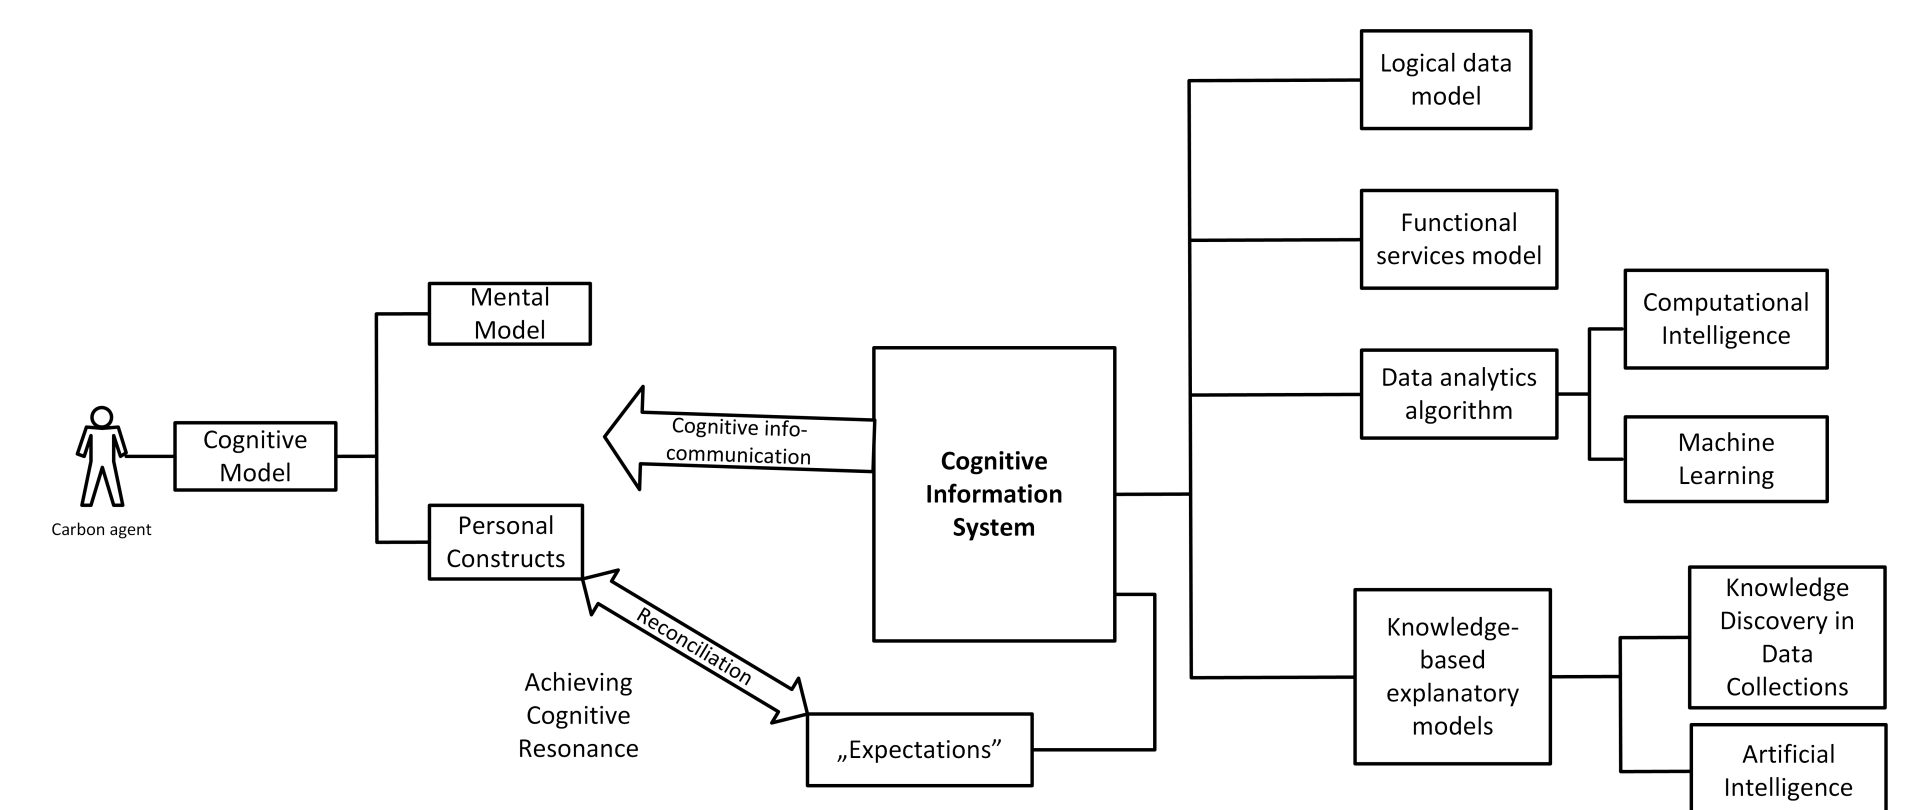 Logical data
model
Functional
services model
Computational
Intelligence
Mental
Model
Data analytics
algorithm
Cognitive info-
communication
Cognitive
Model
Machine
Learning
Cognitive
Information
System
Carbon agent
Personal
Constructs
Knowledge
Discovery in
Data
Collections
Reconciliation
Knowledge-
based
explanatory
models
Achieving
Cognitive
Resonance
„Expectations”
Artificial
Intelligence